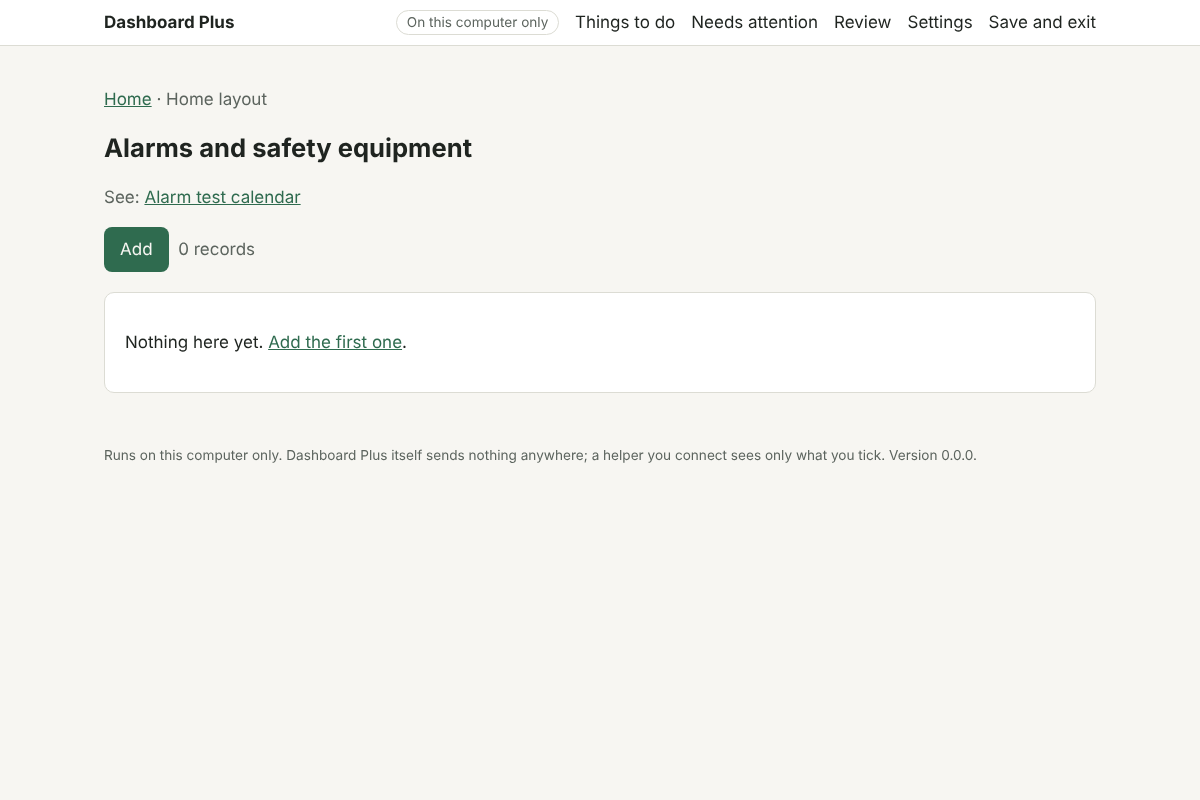 Dashboard Plus
On this computer only
Things to do
Needs attention
Review
Settings
Save and exit
Home · Home layout
Alarms and safety equipment
See: Alarm test calendar
Add
0 records
Nothing here yet. Add the first one.
Runs on this computer only. Dashboard Plus itself sends nothing anywhere; a helper you connect sees only what you tick. Version 0.0.0.